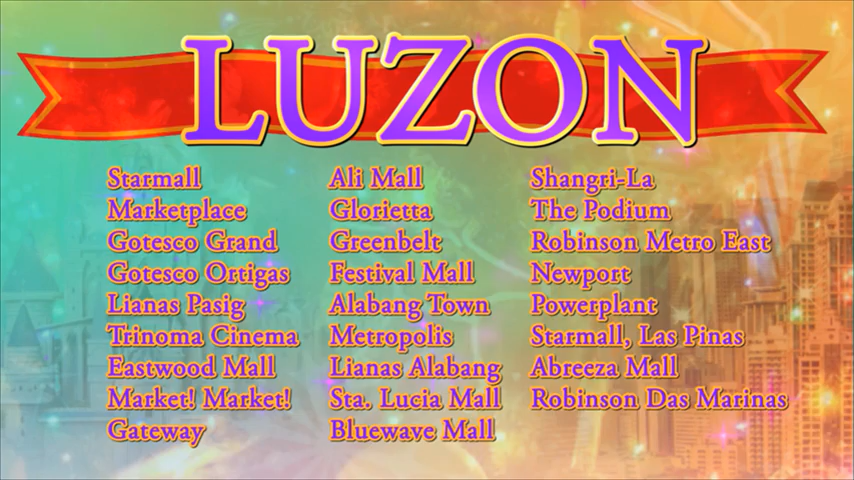 LUZON
Starmall
Marketplace
Gotesco Grand
Gotesco Ortigas
Lianas Pasig
Trinoma Cinema
Eastwood Mall
Market! Market!
Gateway
Ali Mall
Glorietta
Greenbelt
Festival Mall
Alabang Town
Metropolis
Lianas Alabang
Sta. Lucia Mall
Bluewave Mall
Shangri-La
The Podium
Robinson Metro East
Newport
Powerplant
Starmall, Las Pinas
Abreeza Mall
Robinson Das Marinas